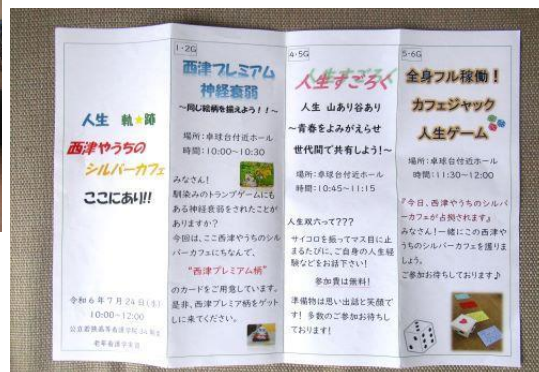 人生 軌★跡
西津やうちの
シルバーカフェ
ここにあり!!
令和6年7月24日(水)
10:00~12:00
1・2G
西津プレミアム
神経衰弱
~同じ絵柄を揃えよう！！~
場所:卓球台付近ホール
時間:10:00~10:30
みなさん!
馴染みのトランプゲームにも
ある神経衰弱をされたことが
ありますか?
今回は、ここ西津やうちのシル
バーカフェにちなんで、
"西津プレミアム柄"
のカードをご用意しています。
是非、西津プレミア柄をゲット
しに来てください。
4・5G
人生すごろく
人生 山あり谷あり
~青春をよみがえらせ
世代間で共有しよう!~
場所:卓球台付近ホール
時間:10:45~11:15
人生双六って???
サイコロを振ってマス目に止
まるたびに、ご自身の人生経
験などをお話下さい!
参加費は無料!
準備物は思い出話と笑顔で
す! 多数のご参加お待ちし
ております!
5・6G
全身フル稼働！
カフェジャック
人生ゲーム
場所:卓球台付近ホール
時間:11:30~12:00
『今日、西津やうちのシルバ
ーカフェが占拠されます』
みなさん!一緒にこの西津や
うちのシルバーカフェを護りま
しょう。
ご参加お待ちしております♪